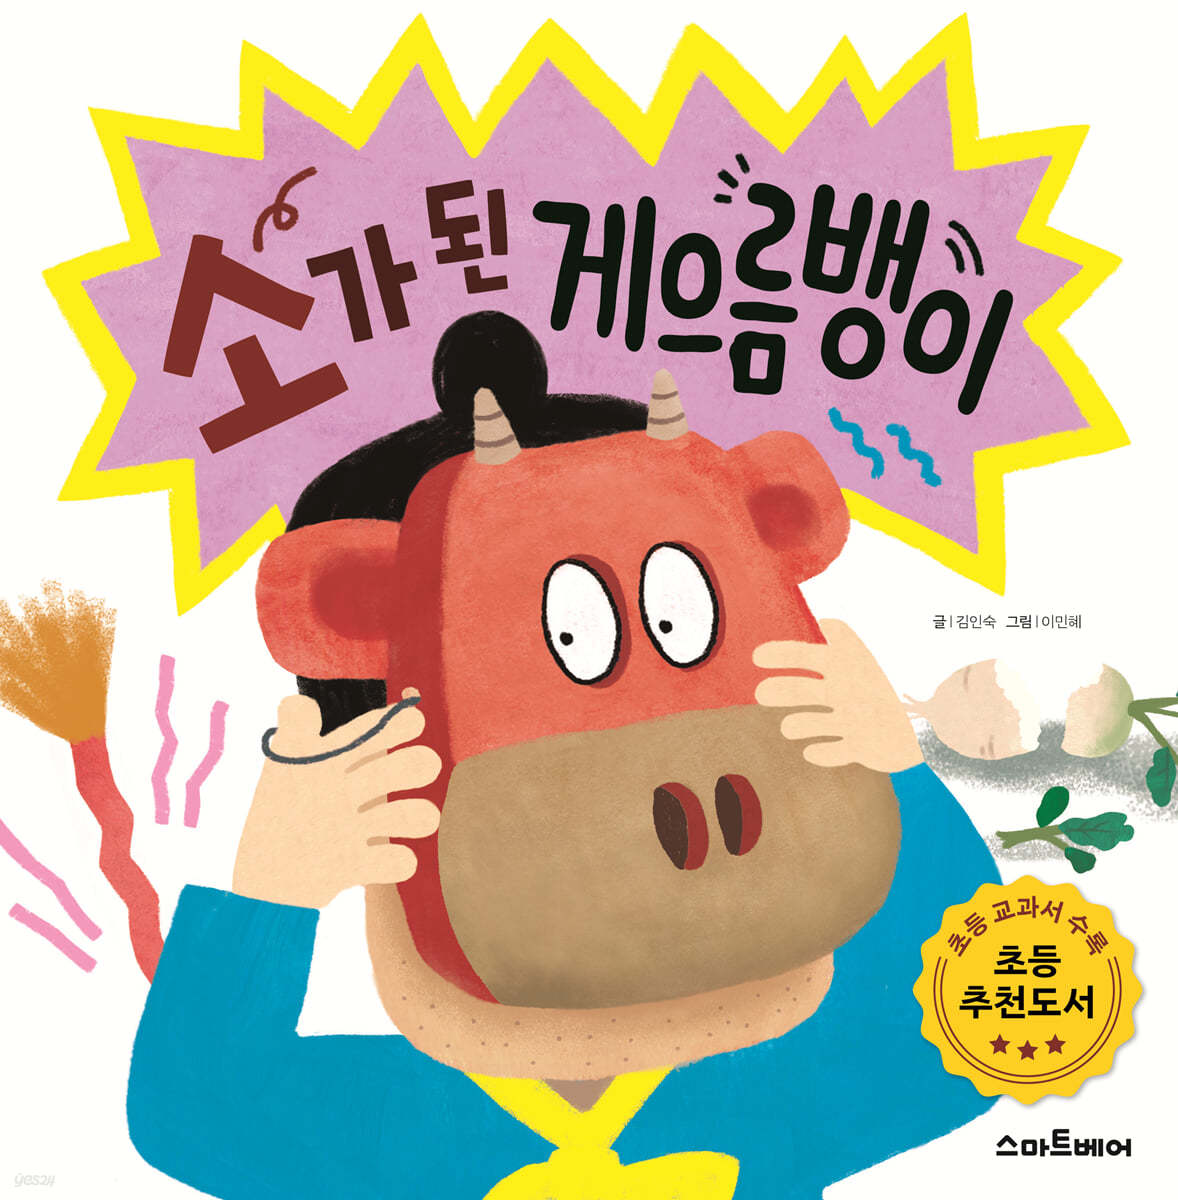 소가 된 게으름뱅이
글 | 김인숙 그림 | 이민혜
초등 교과서 수록
초등
추천도서
스마트베어
yes24